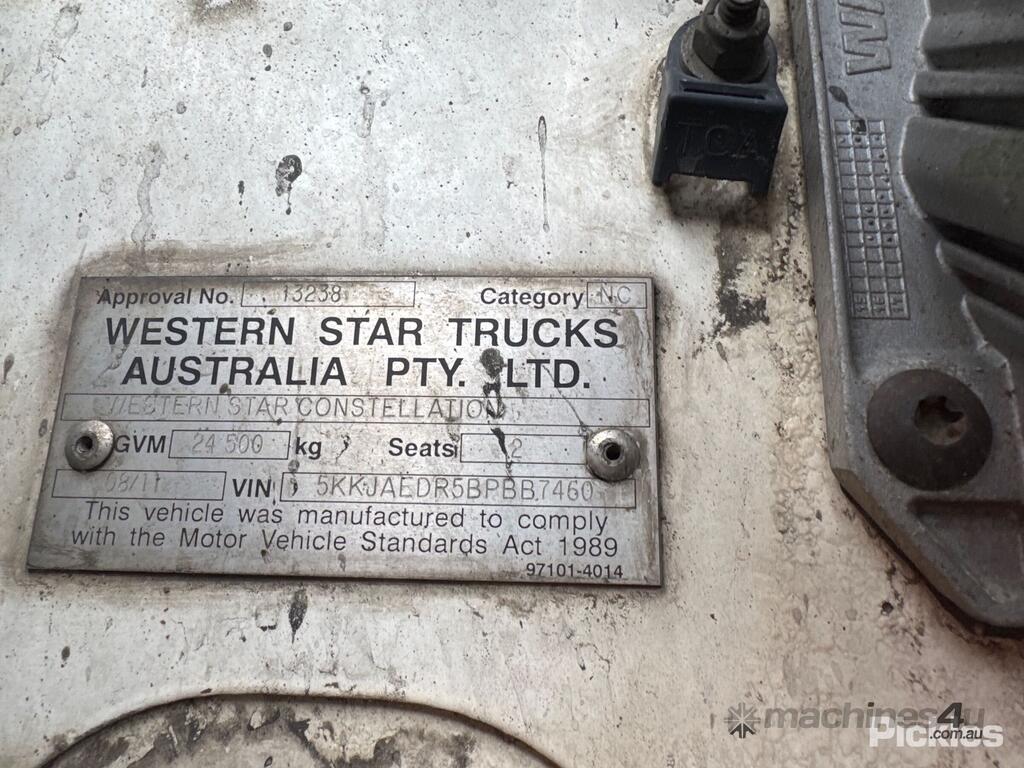 TCA
WA
Approval No. 13238 Category NC
WESTERN STAR TRUCKS
AUSTRALIA PTY. LTD.
WESTERN STAR CONSTELLATION
GVM 24 500 kg Seats 2
08/11 VIN 5KKJAEDR5BPBB7460
This vehicle was manufactured to comply
with the Motor Vehicle Standards Act 1989
97101-4014
machines4u
.com.au
Pickles